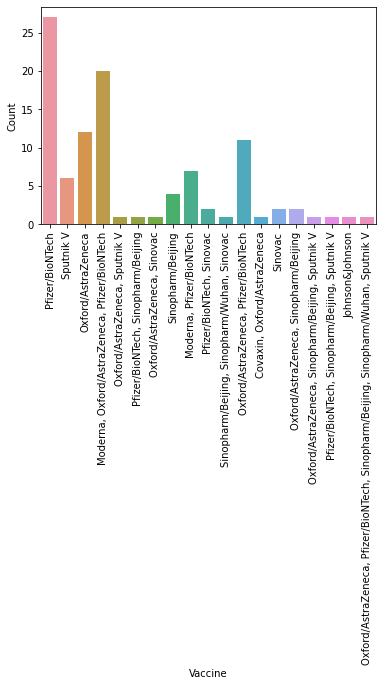 25
20
15
10
5
0
Count
Pfizer/BioNTech
Sputnik V
Oxford/AstraZeneca
Moderna, Oxford/AstraZeneca, Pfizer/BioNTech
Oxford/AstraZeneca, Sputnik V
Pfizer/BioNTech, Sinopharm/Beijing
Oxford/AstraZeneca, Sinovac
Sinopharm/Beijing
Moderna, Pfizer/BioNTech
Pfizer/BioNTech, Sinovac
Sinopharm/Beijing, Sinopharm/Wuhan, Sinovac
Oxford/AstraZeneca, Pfizer/BioNTech
Covaxin, Oxford/AstraZeneca
Sinovac
Oxford/AstraZeneca, Sinopharm/Beijing
Oxford/AstraZeneca, Sinopharm/Beijing, Sputnik V
Pfizer/BioNTech, Sinopharm/Beijing, Sputnik V
Johnson&Johnson
Oxford/AstraZeneca, Pfizer/BioNTech, Sinopharm/Beijing, Sinopharm/Wuhan, Sputnik V
Vaccine